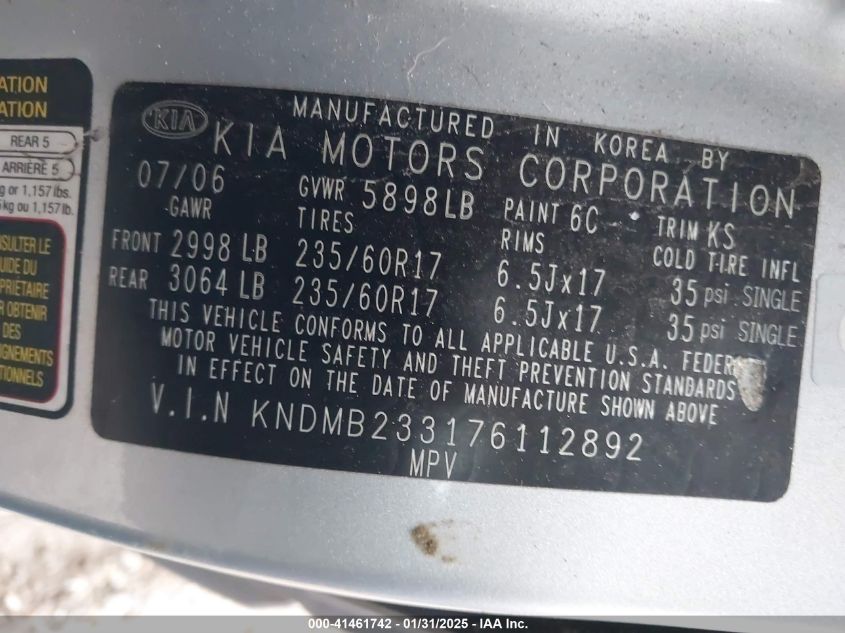 ATION
ATION
REAR 5
ARRIÈRE 5
g or 1,157 lbs.
kg ou 1,157 lb.
SULTER LE
UIDE DU
PRIÉTAIRE
R OBTENIR
DES
IGNEMENTS
TIONNELS
KIA
MANUFACTURED IN KOREA BY
KIA MOTORS CORPORATION
07/06 GVWR 5898LB PAINT 6C TRIM KS
GAWR TIRES RIMS COLD TIRE INFL
FRONT 2998 LB 235/60R17 6.5Jx17 35 psi SINGLE
REAR 3064 LB 235/60R17 6.5Jx17 35 psi SINGLE
THIS VEHICLE CONFORMS TO ALL APPLICABLE U.S.A. FEDER
MOTOR VEHICLE SAFETY AND THEFT PREVENTION STANDARDS
IN EFFECT ON THE DATE OF MANUFACTURE SHOWN ABOVE
V.I.N KNDMB233176112892
MPV
000-41461742 - 01/31/2025 - IAA Inc.